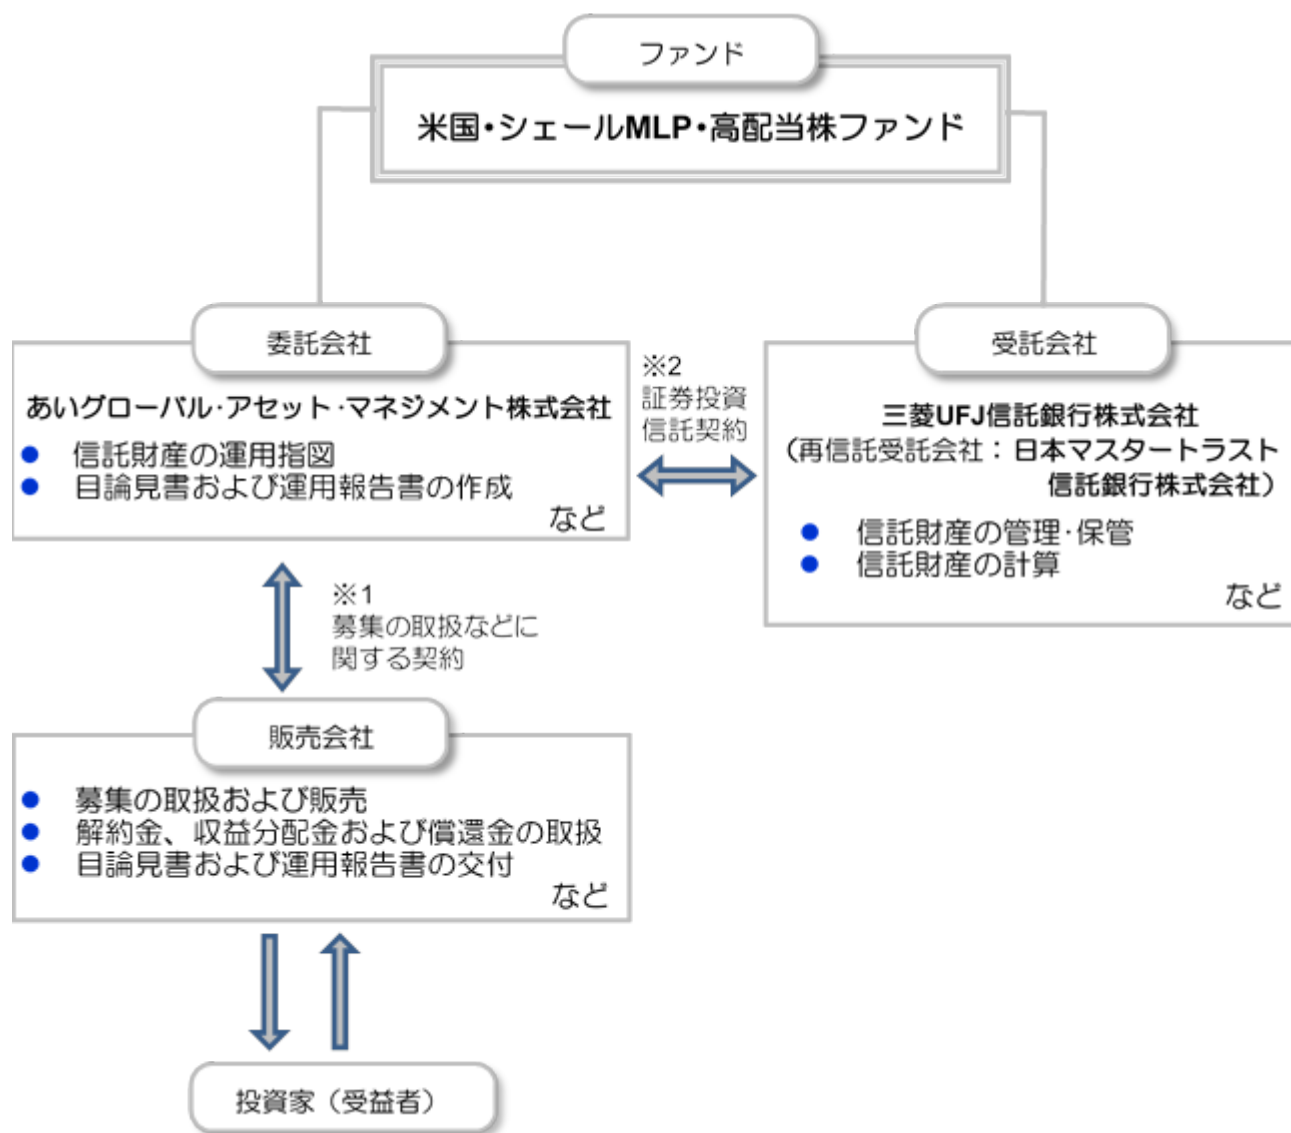 ファンド
米国・シェールMLP・高配当株ファンド
委託会社
あいグローバル・アセット・マネジメント株式会社
● 信託財産の運用指図
● 目論見書および運用報告書の作成
など
※2
証券投資
信託契約
受託会社
三菱UFJ信託銀行株式会社
（再信託受託会社：日本マスタートラスト
信託銀行株式会社）
● 信託財産の管理・保管
● 信託財産の計算
など
※1
募集の取扱などに
関する契約
販売会社
● 募集の取扱および販売
● 解約金、収益分配金および償還金の取扱
● 目論見書および運用報告書の交付
など
投資家（受益者）